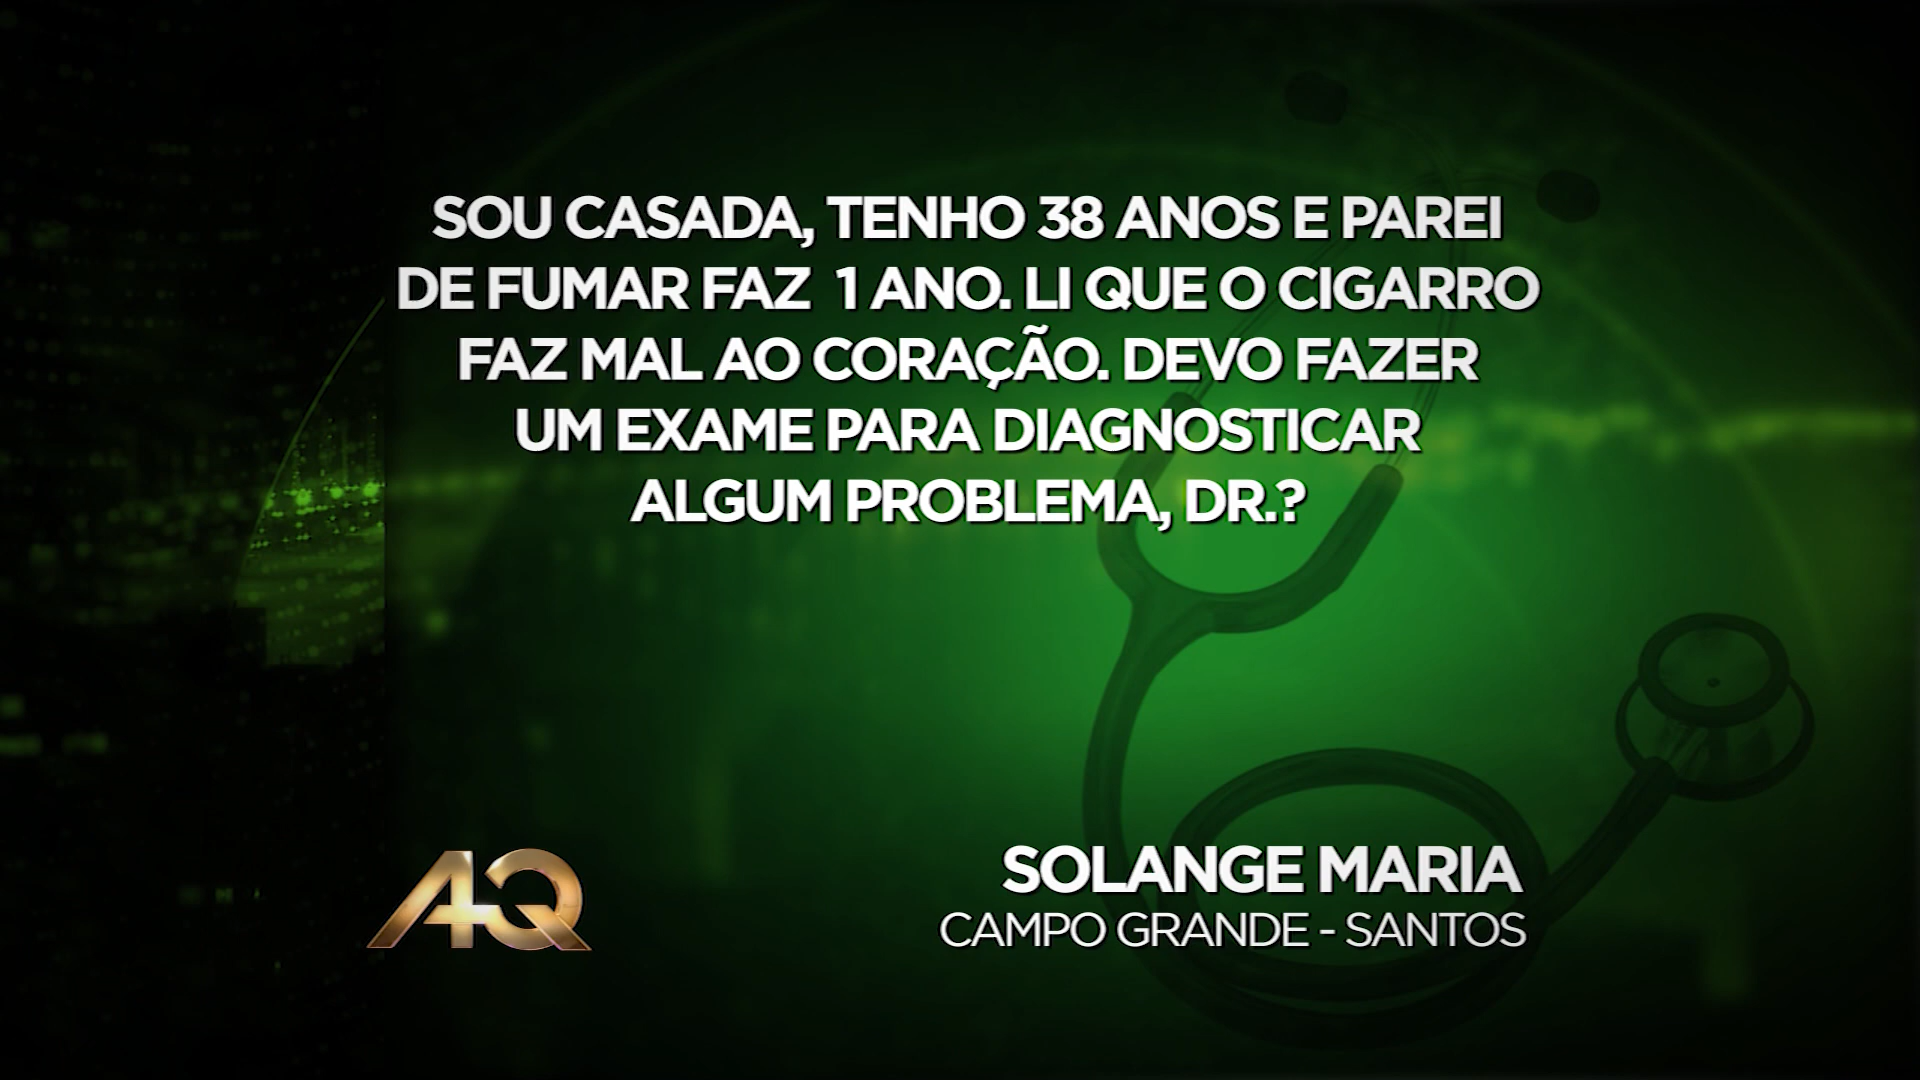 SOU CASADA, TENHO 38 ANOS E PAREI
DE FUMAR FAZ 1 ANO. LI QUE O CIGARRO
FAZ MAL AO CORAÇÃO. DEVO FAZER
UM EXAME PARA DIAGNOSTICAR
ALGUM PROBLEMA, DR.?
SOLANGE MARIA
CAMPO GRANDE - SANTOS
AQ